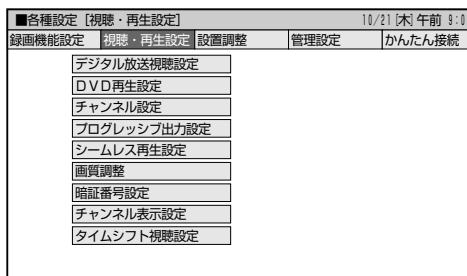 ■各種設定［視聴・再生設定］ 10/21[木]午前 9:0
録画機能設定 視聴・再生設定 設置調整 管理設定 かんたん接続
デジタル放送視聴設定
ＤＶＤ再生設定
チャンネル設定
プログレッシブ出力設定
シームレス再生設定
画質調整
暗証番号設定
チャンネル表示設定
タイムシフト視聴設定